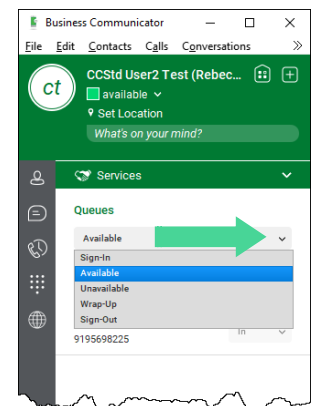 Business Communicator
File Edit Contacts Calls Conversations »
ct
CCStd User2 Test (Rebec...
available
Set Location
What's on your mind?
Services
Queues
Available
Sign-In
Available
Unavailable
Wrap-Up
Sign-Out
In
9195698225